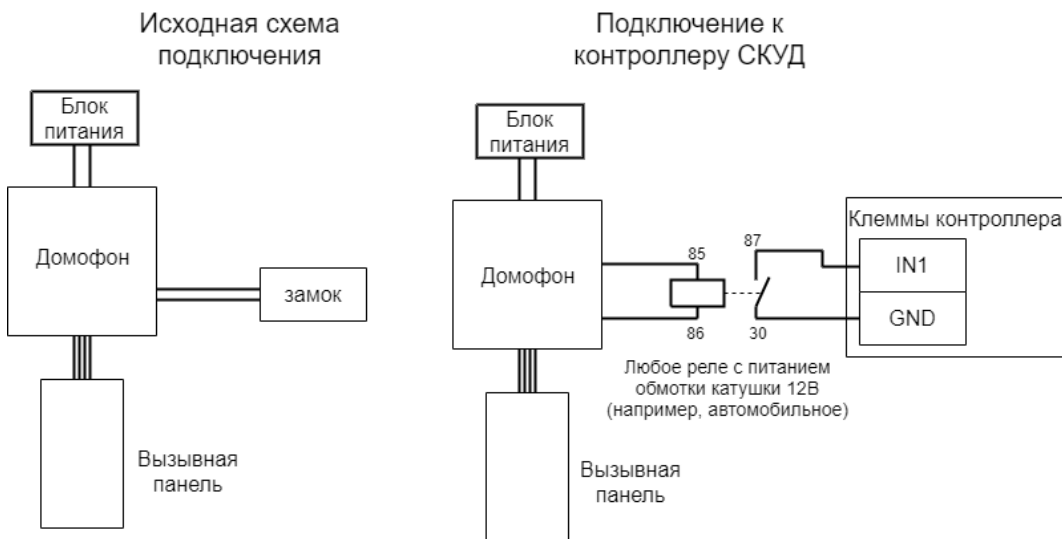 Исходная схема
подключения
Блок
питания
Домофон
замок
Вызывная
панель
Подключение к
контроллеру СКУД
Блок
питания
Домофон
85
86
87
30
Любое реле с питанием
обмотки катушки 12В
(например, автомобильное)
Клеммы контроллера
IN1
GND
Вызывная
панель